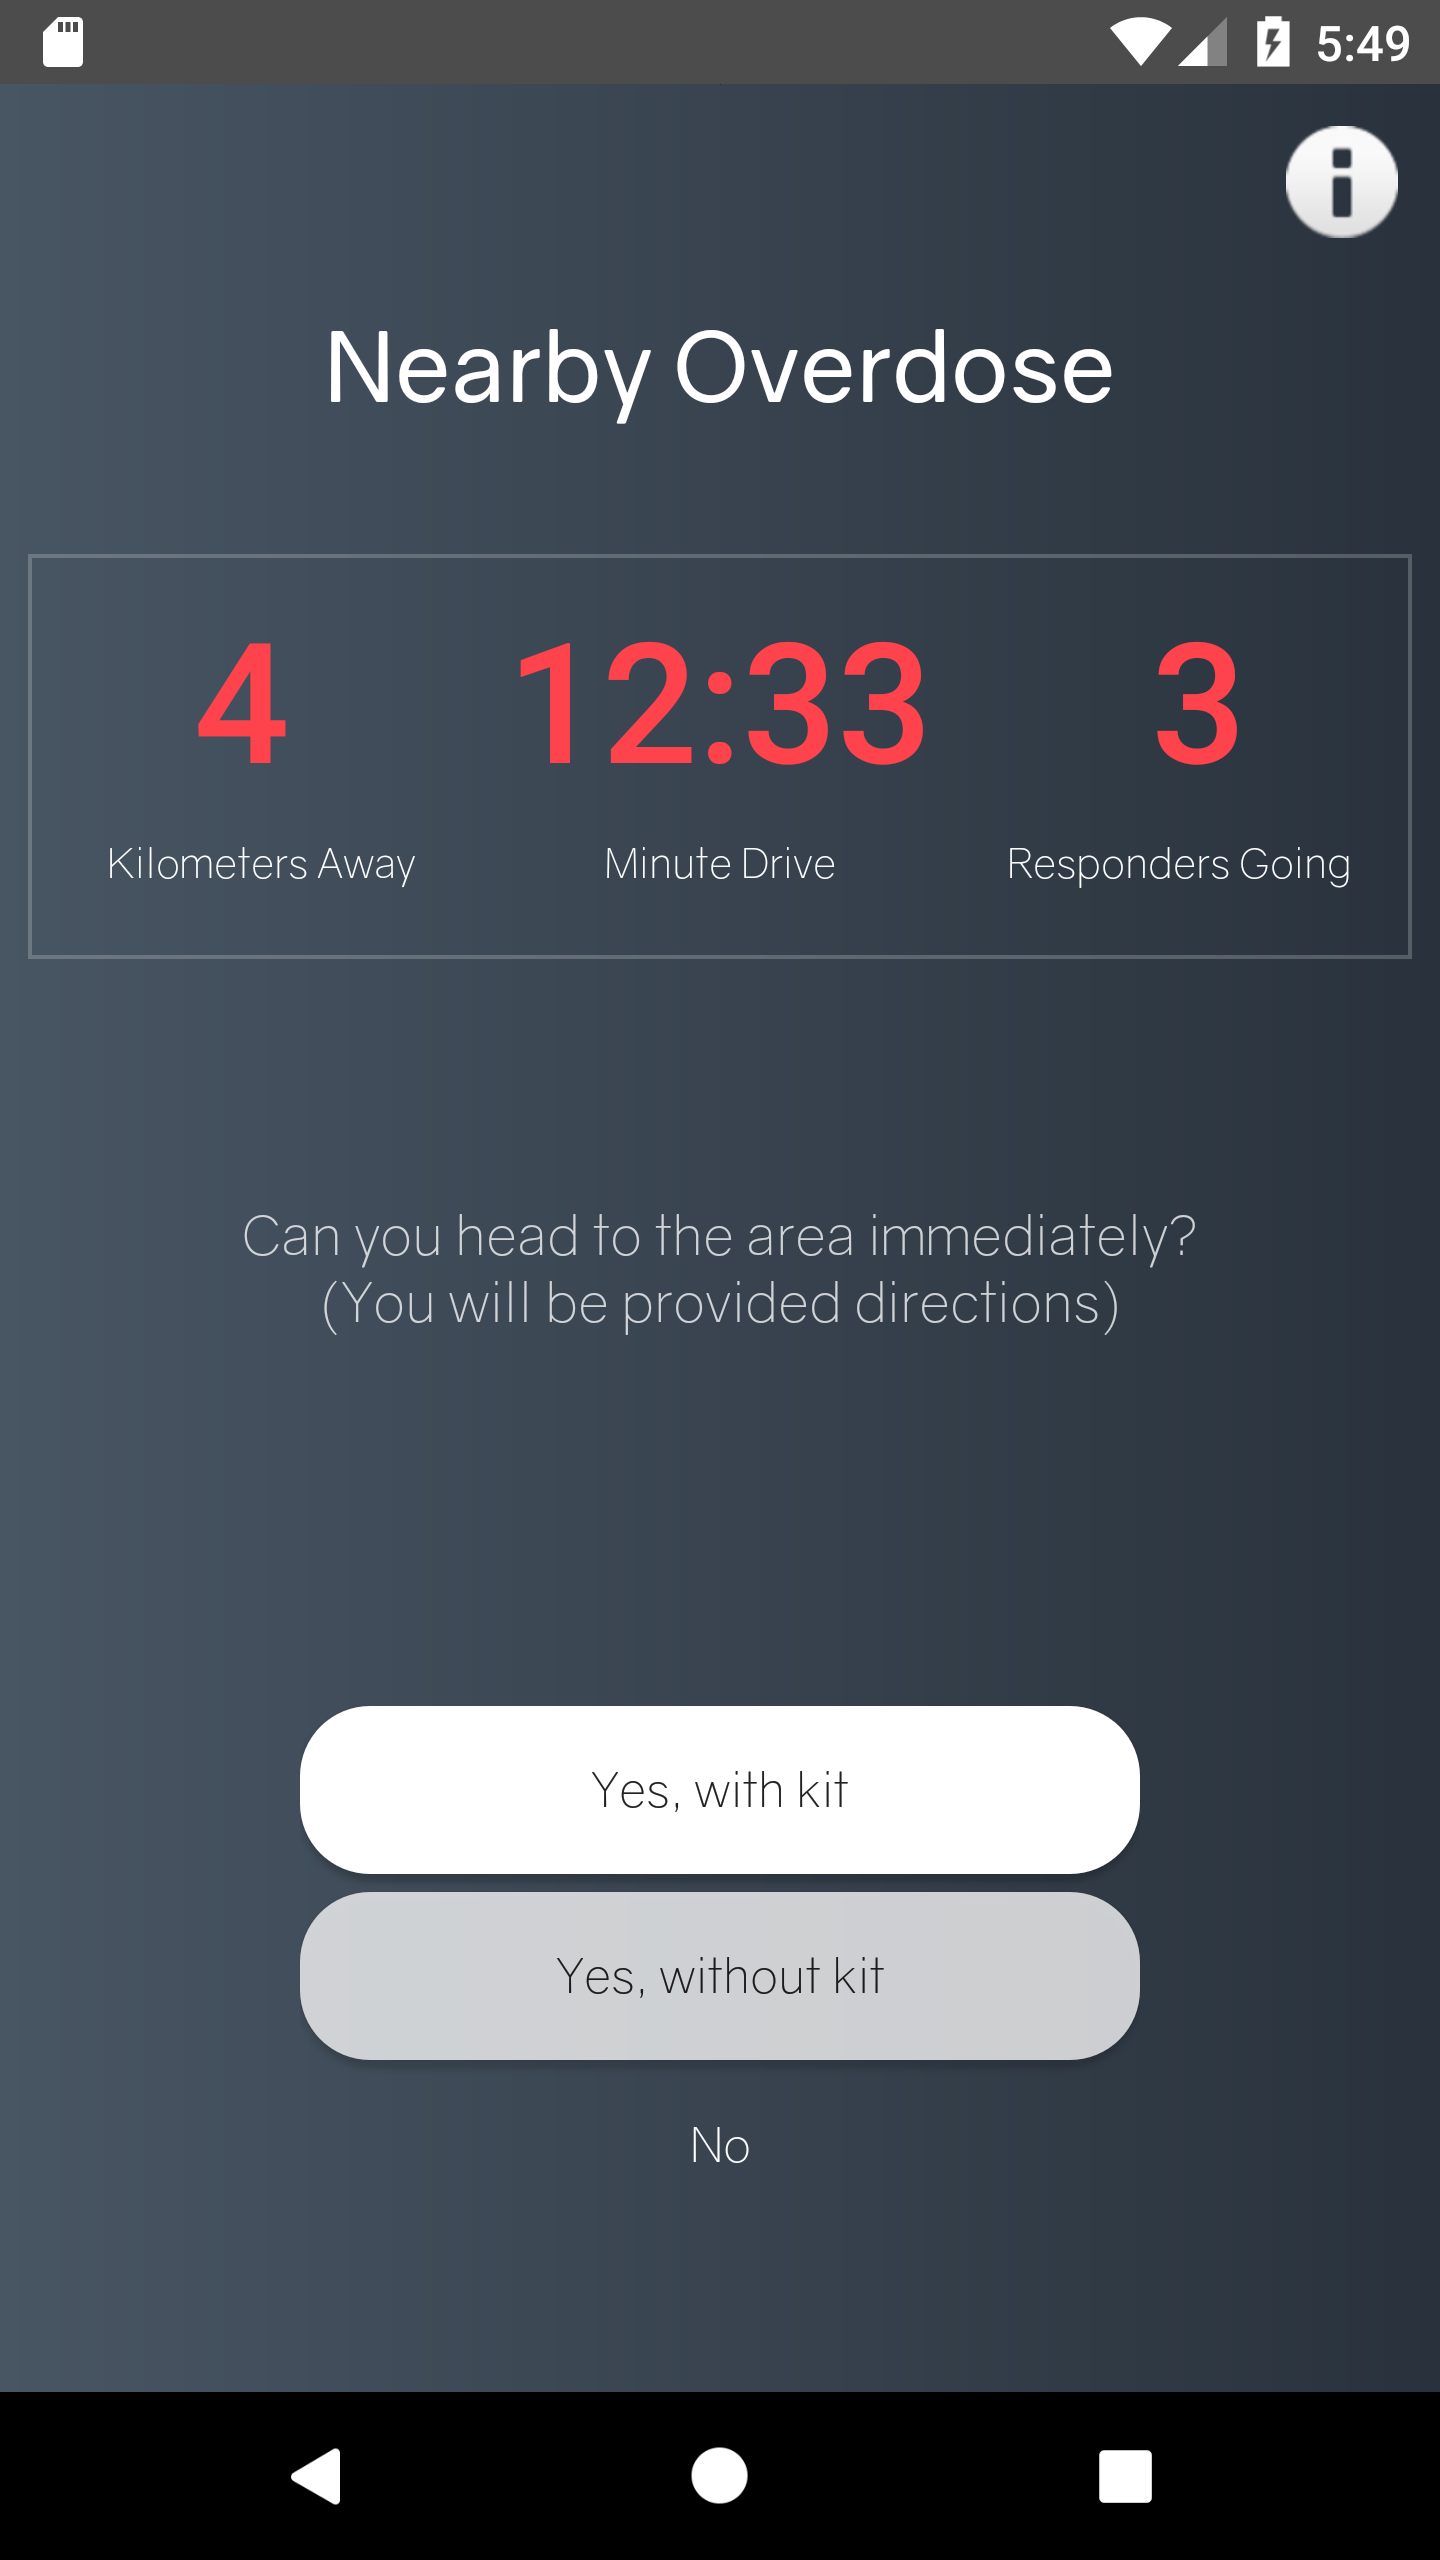 5:49
Nearby Overdose
4 12:33 3
Kilometers Away Minute Drive Responders Going
Can you head to the area immediately?
(You will be provided directions)
Yes, with kit
Yes, without kit
No